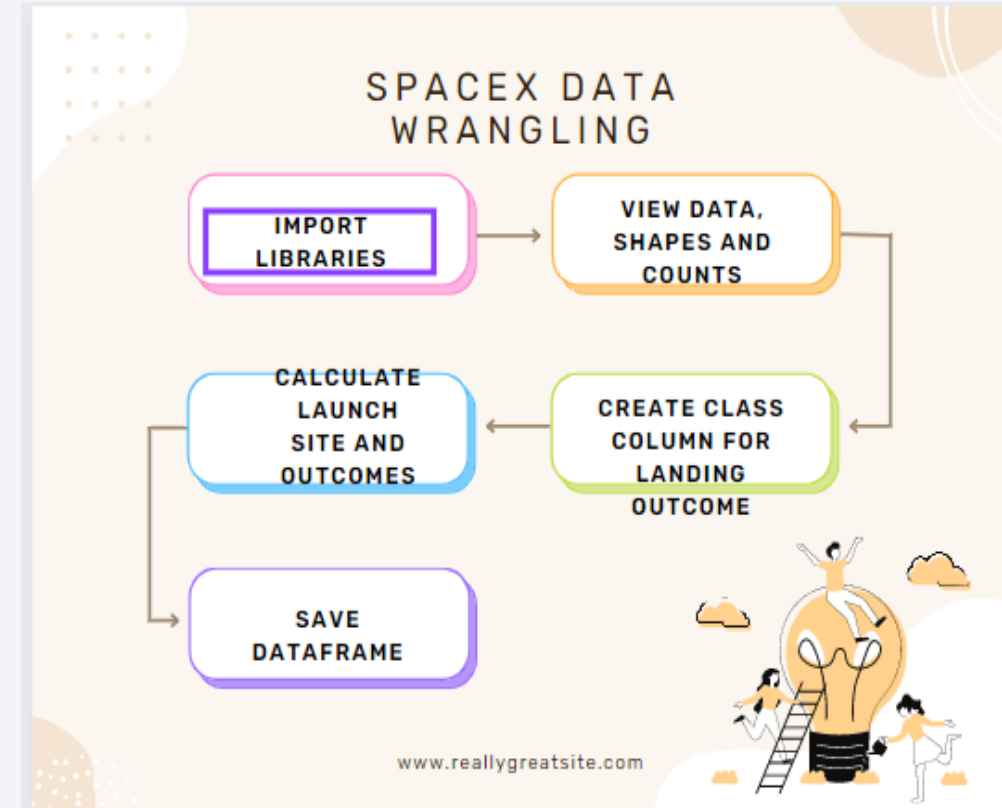 SPACEX DATA
WRANGLING
IMPORT
LIBRARIES
VIEW DATA,
SHAPES AND
COUNTS
CREATE CLASS
COLUMN FOR
LANDING
OUTCOME
CALCULATE
LAUNCH
SITE AND
OUTCOMES
SAVE
DATAFRAME
www.reallygreatsite.com